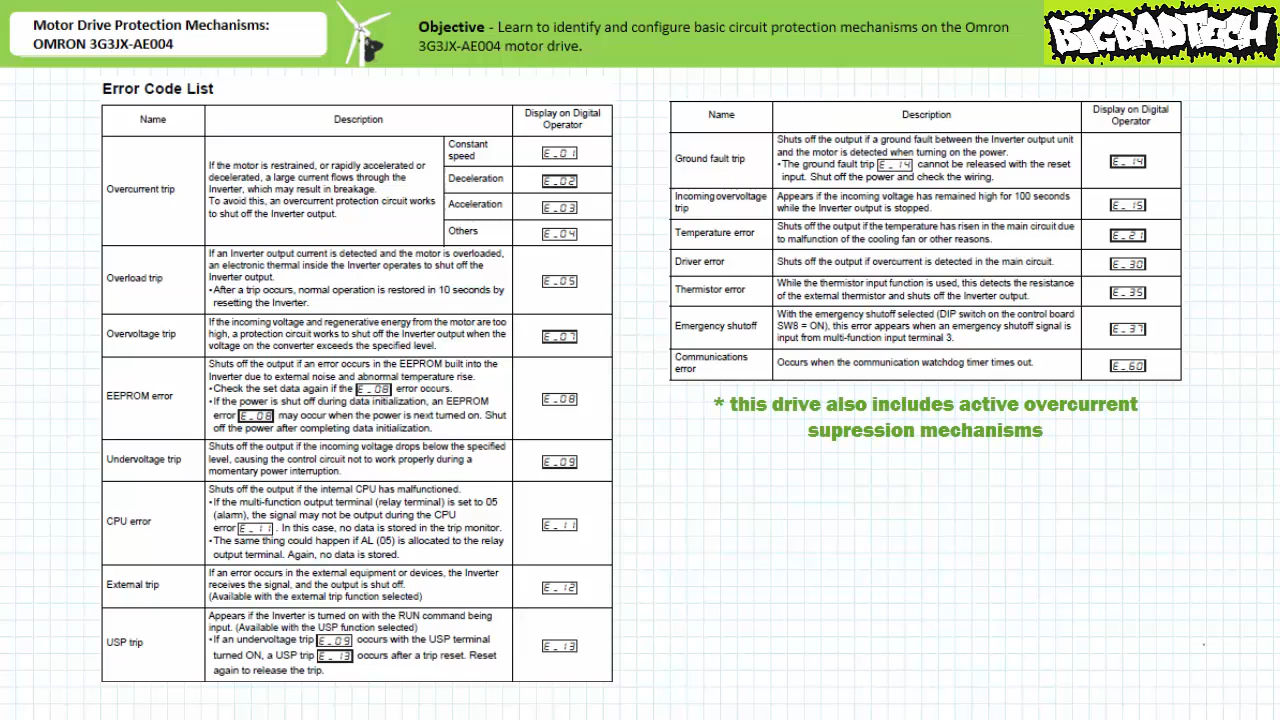 Motor Drive Protection Mechanisms:
OMRON 3G3JX-AE004
Objective - Learn to identify and configure basic circuit protection mechanisms on the Omron
3G3JX-AE004 motor drive.
BIGBADTECH
Error Code List
Name
Description
Display on Digital
Operator
Overcurrent trip
If the motor is restrained, or rapidly accelerated or
decelerated, a large current flows through the
Inverter, which may result in breakage.
To avoid this, an overcurrent protection circuit works
to shut off the Inverter output.
Constant
speed
E_01
Deceleration
E_02
Acceleration
E_03
Others
E_04
Overload trip
If an Inverter output current is detected and the motor is overloaded,
an electronic thermal inside the Inverter operates to shut off the
Inverter output.
•After a trip occurs, normal operation is restored in 10 seconds by
resetting the Inverter.
E_05
Overvoltage trip
If the incoming voltage and regenerative energy from the motor are too
high, a protection circuit works to shut off the Inverter output when the
voltage on the converter exceeds the specified level.
E_07
EEPROM error
Shuts off the output if an error occurs in the EEPROM built into the
Inverter due to external noise and abnormal temperature rise.
•Check the set data again if the E_08 error occurs.
•If the power is shut off during data initialization, an EEPROM
error E_08 may occur when the power is next turned on. Shut
off the power after completing data initialization.
E_08
Undervoltage trip
Shuts off the output if the incoming voltage drops below the specified
level, causing the control circuit not to work properly during a
momentary power interruption.
E_09
CPU error
Shuts off the output if the internal CPU has malfunctioned.
•If the multi-function output terminal (relay terminal) is set to 05
(alarm), the signal may not be output during the CPU
error E_11 . In this case, no data is stored in the trip monitor.
•The same thing could happen if AL (05) is allocated to the relay
output terminal. Again, no data is stored.
E_11
External trip
If an error occurs in the external equipment or devices, the Inverter
receives the signal, and the output is shut off.
(Available with the external trip function selected)
E_12
USP trip
Appears if the Inverter is turned on with the RUN command being
input. (Available with the USP function selected)
•If an undervoltage trip E_09 occurs with the USP terminal
turned ON, a USP trip E_13 occurs after a trip reset. Reset
again to release the trip.
E_13
Name
Description
Display on Digital
Operator
Ground fault trip
Shuts off the output if a ground fault between the Inverter output unit
and the motor is detected when turning on the power.
•The ground fault trip E_14 cannot be released with the reset
input. Shut off the power and check the wiring.
E_14
Incoming overvoltage
trip
Appears if the incoming voltage has remained high for 100 seconds
while the Inverter output is stopped.
E_15
Temperature error
Shuts off the output if the temperature has risen in the main circuit due
to malfunction of the cooling fan or other reasons.
E_21
Driver error
Shuts off the output if overcurrent is detected in the main circuit.
E_30
Thermistor error
While the thermistor input function is used, this detects the resistance
of the external thermistor and shuts off the Inverter output.
E_35
Emergency shutoff
With the emergency shutoff selected (DIP switch on the control board
SW8 = ON), this error appears when an emergency shutoff signal is
input from multi-function input terminal 3.
E_37
Communications
error
Occurs when the communication watchdog timer times out.
E_60
* this drive also includes active overcurrent
supression mechanisms